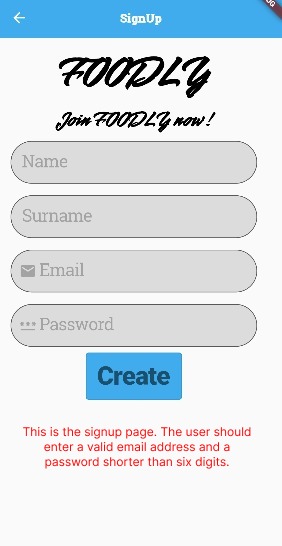 SignUp
FOODLY
Join FOODLY now !
Name
Surname
Email
Password
Create
This is the signup page. The user should
enter a valid email address and a
password shorter than six digits.